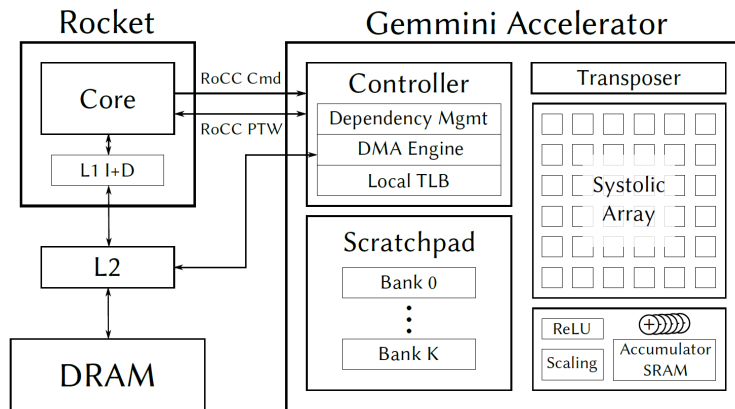 Rocket
Core
L1 I+D
L2
DRAM
RoCC Cmd
RoCC PTW
Gemmini Accelerator
Controller
Dependency Mgmt
DMA Engine
Local TLB
Scratchpad
Bank 0
Bank K
Transposer
Systolic
Array
ReLU
Scaling
+
Accumulator
SRAM